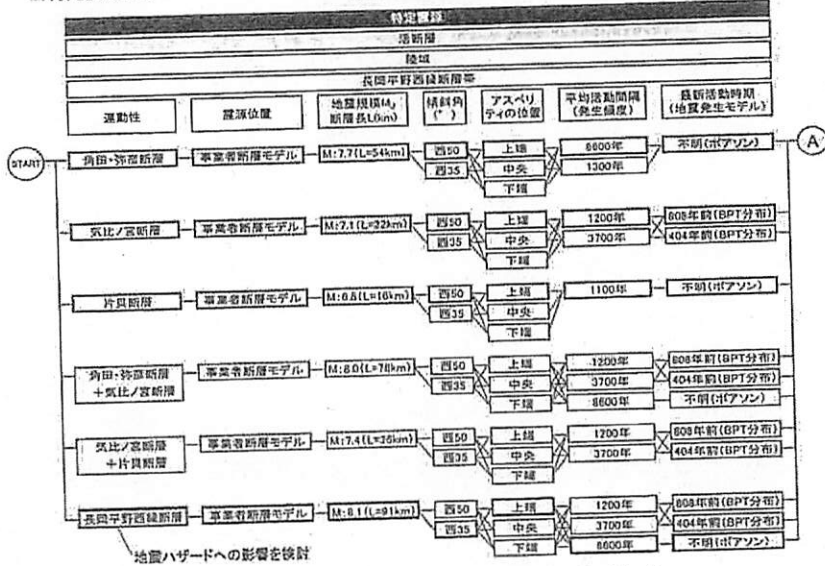 特定震源
活断層
陸域
長岡平野西縁断層帯
連動性 震源位置 地震規模MJ 断層長L(km) 傾斜角(°) アスペリティの位置 平均活動間隔(発生頻度) 最新活動時期(地震発生モデル)
START
A
角田・弥彦断層 事業者断層モデル M:7.7(L=54km) 西50 上端 8600年 不明(ポアソン)
西35 中央 1300年
下端
気比ノ宮断層 事業者断層モデル M:7.1(L=22km) 西50 上端 1200年 808年前(BPT分布)
西35 中央 3700年 404年前(BPT分布)
下端
片貝断層 事業者断層モデル M:6.8(L=16km) 西50 上端 1100年 不明(ポアソン)
西35 中央
下端
角田・弥彦断層 事業者断層モデル M:8.0(L=76km) 西50 上端 1200年 808年前(BPT分布)
+気比ノ宮断層 西35 中央 3700年 404年前(BPT分布)
下端 8600年 不明(ポアソン)
気比ノ宮断層 事業者断層モデル M:7.4(L=36km) 西50 上端 1200年 808年前(BPT分布)
+片貝断層 西35 中央 3700年 404年前(BPT分布)
下端
長岡平野西縁断層 事業者断層モデル M:8.1(L=91km) 西50 上端 1200年 808年前(BPT分布)
西35 中央 3700年 404年前(BPT分布)
下端 8600年 不明(ポアソン)
地震ハザードへの影響を検討